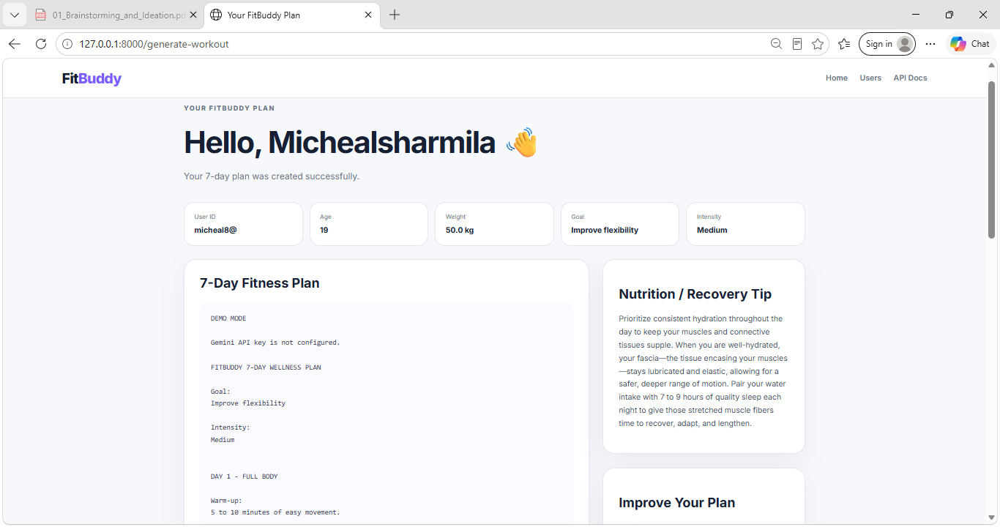 01_Brainstorming_and_Ideation.pd
Your FitBuddy Plan
127.0.0.1:8000/generate-workout
Sign in
Chat
FitBuddy
Home
Users
API Docs
YOUR FITBUDDY PLAN
Hello, Michealsharmila 👋
Your 7-day plan was created successfully.
User ID
micheal8@
Age
19
Weight
50.0 kg
Goal
Improve flexibility
Intensity
Medium
7-Day Fitness Plan
DEMO MODE
Gemini API key is not configured.
FITBUDDY 7-DAY WELLNESS PLAN
Goal:
Improve flexibility
Intensity:
Medium
DAY 1 - FULL BODY
Warm-up:
5 to 10 minutes of easy movement.
Nutrition / Recovery Tip
Prioritize consistent hydration throughout the
day to keep your muscles and connective
tissues supple. When you are well-hydrated,
your fascia—the tissue encasing your muscles
—stays lubricated and elastic, allowing for a
safer, deeper range of motion. Pair your water
intake with 7 to 9 hours of quality sleep each
night to give those stretched muscle fibers
time to recover, adapt, and lengthen.
Improve Your Plan